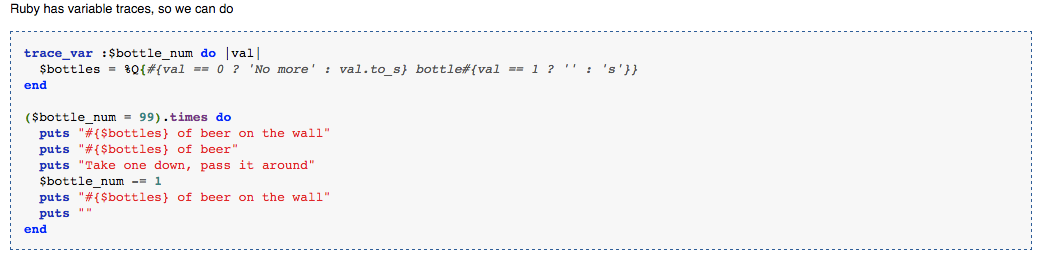 Ruby has variable traces, so we can do
trace_var :$bottle_num do |val|
  $bottles = %Q{#{val == 0 ? 'No more' : val.to_s} bottle#{val == 1 ? '' : 's'}}
end

($bottle_num = 99).times do
  puts "#{$bottles} of beer on the wall"
  puts "#{$bottles} of beer"
  puts "Take one down, pass it around"
  $bottle_num -= 1
  puts "#{$bottles} of beer on the wall"
  puts ""
end